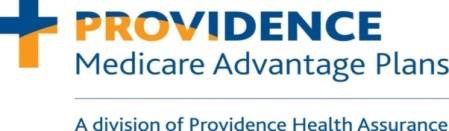 PROVIDENCE
Medicare Advantage Plans
A division of Providence Health Assurance